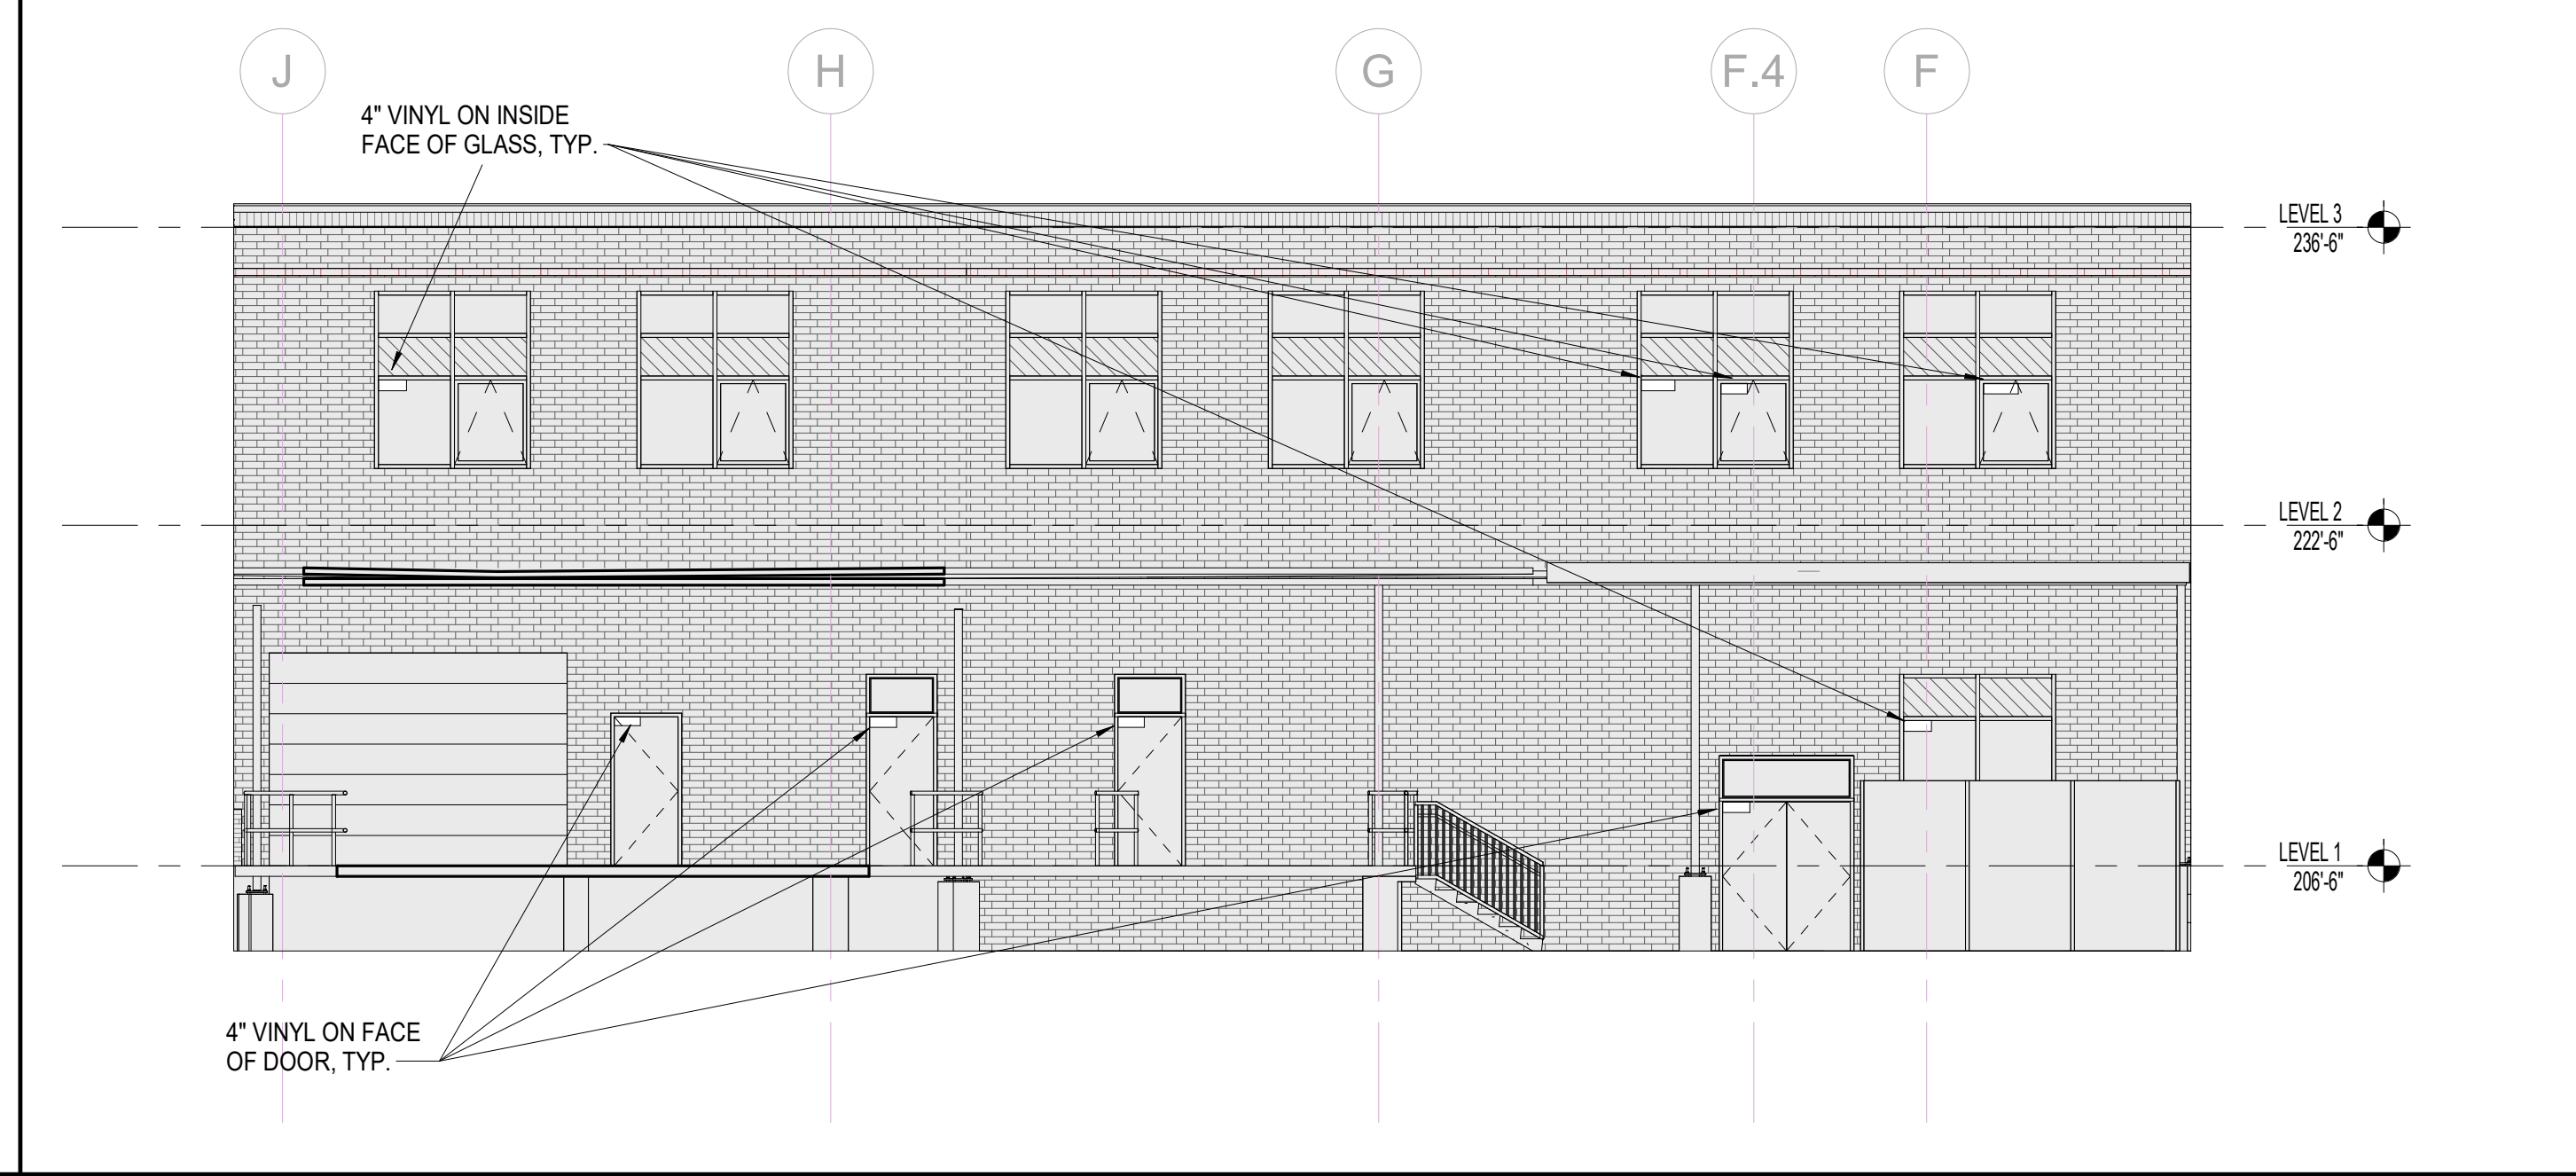 J
H
G
F.4
F
4" VINYL ON INSIDE
FACE OF GLASS, TYP.
LEVEL 3
236'-6"
LEVEL 2
222'-6"
LEVEL 1
206'-6"
4" VINYL ON FACE
OF DOOR, TYP.